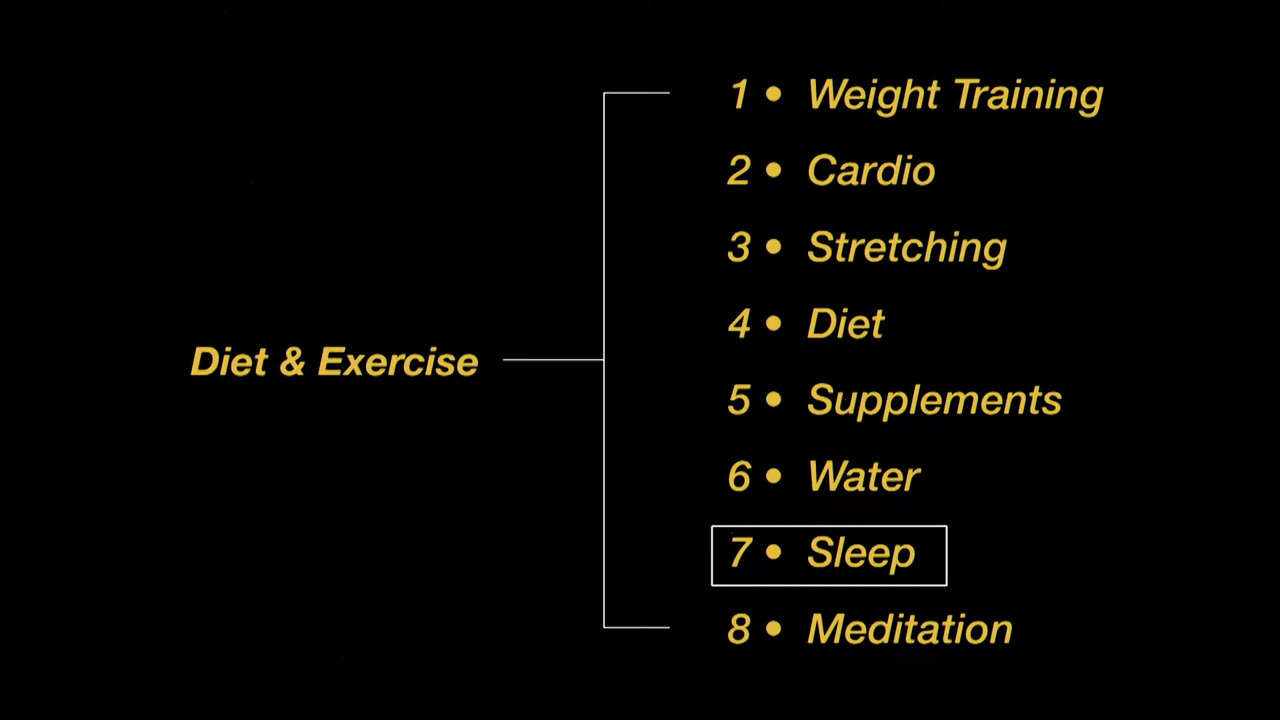 Diet & Exercise
1 • Weight Training
2 • Cardio
3 • Stretching
4 • Diet
5 • Supplements
6 • Water
7 • Sleep
8 • Meditation